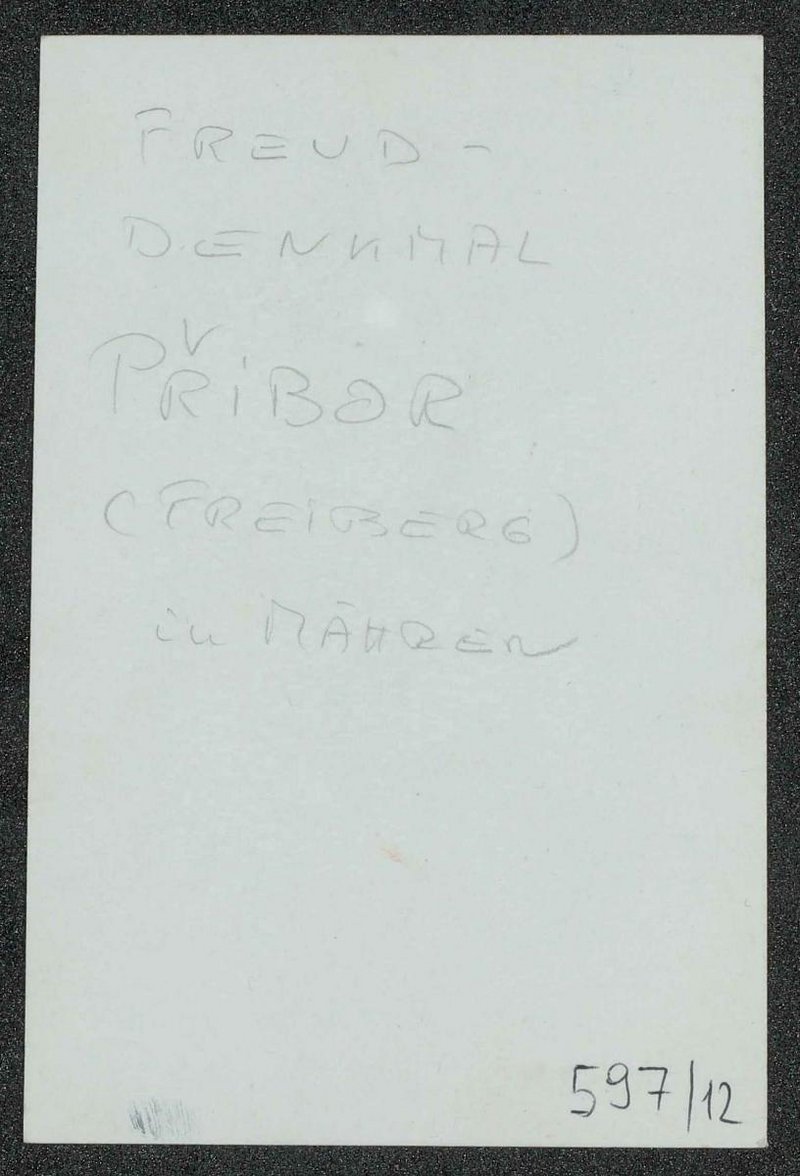 FREUD-
DENKMAL
PŘIBOR
(FREIBERG)
in MÄHREN
597/12